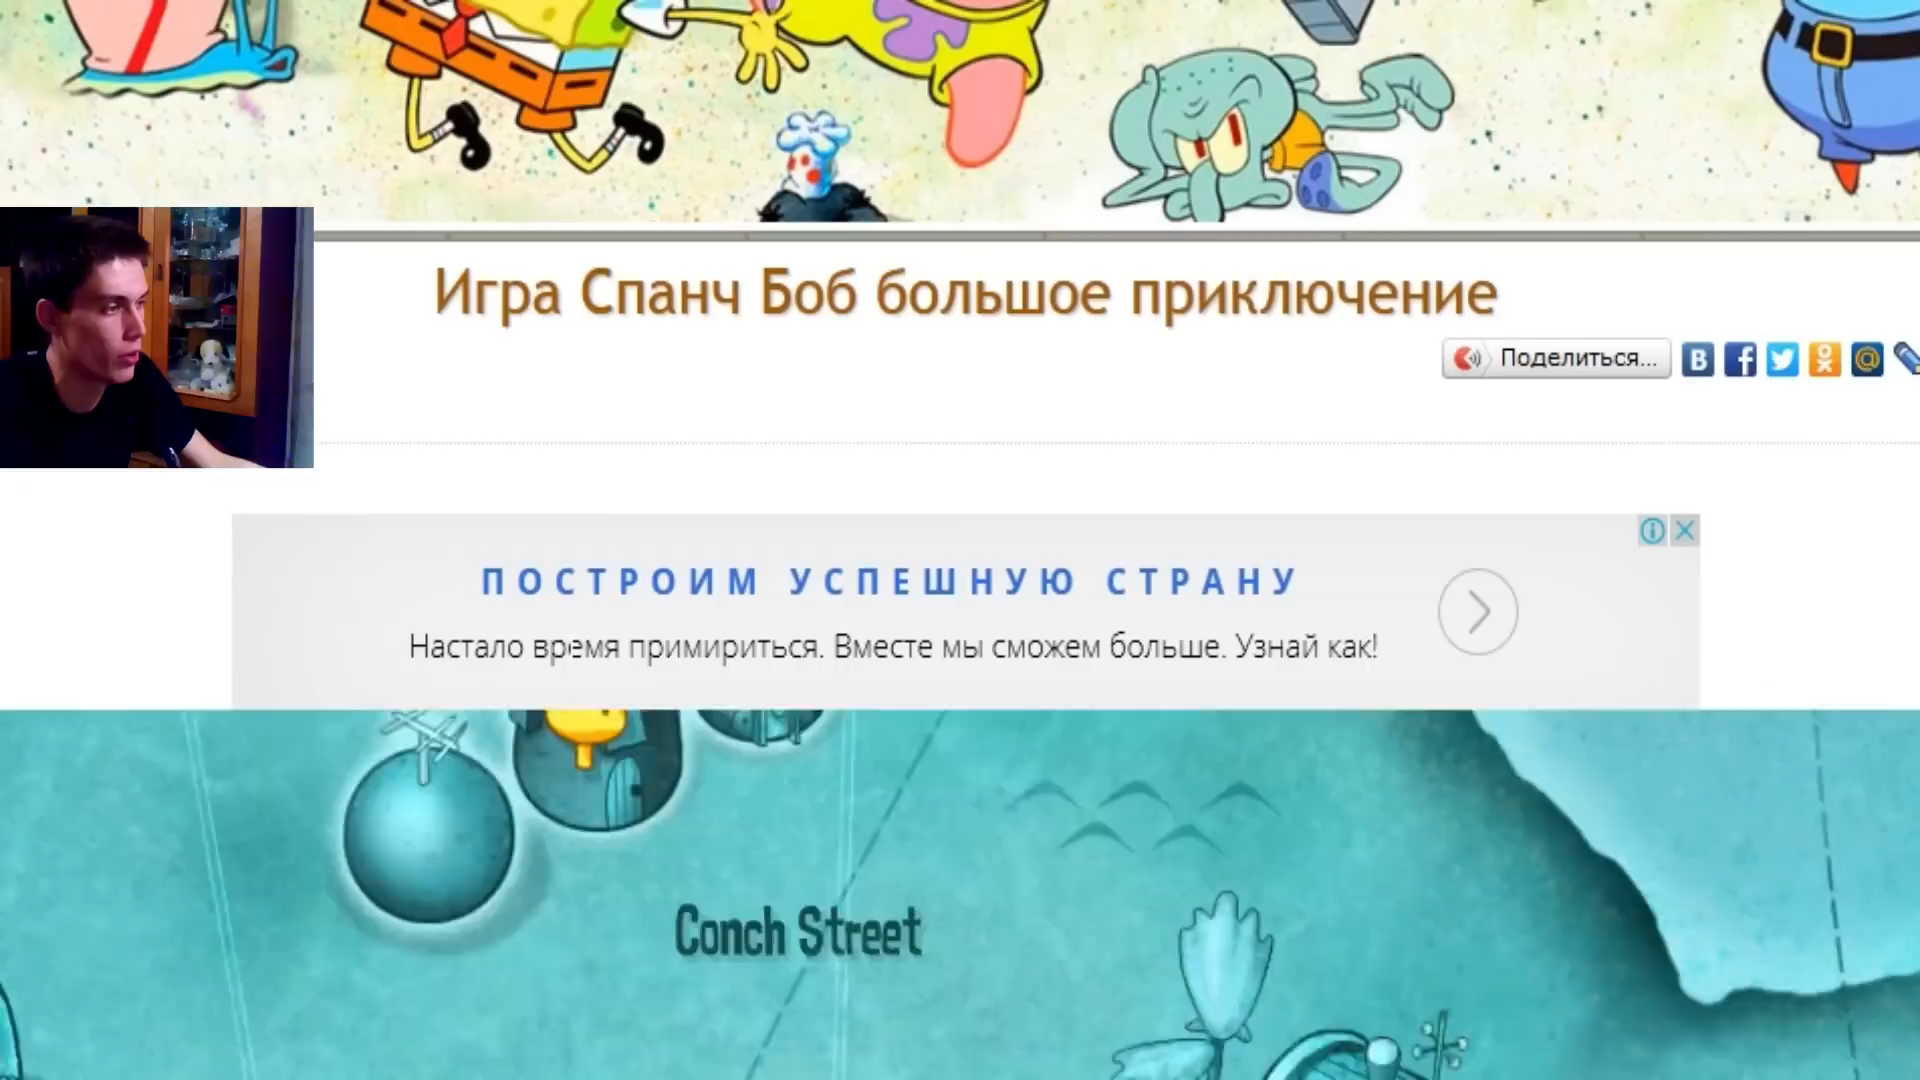 Игра Спанч Боб большое приключение
Поделиться...
ПОСТРОИМ УСПЕШНУЮ СТРАНУ
Настало время примириться. Вместе мы сможем больше. Узнай как!
Conch Street